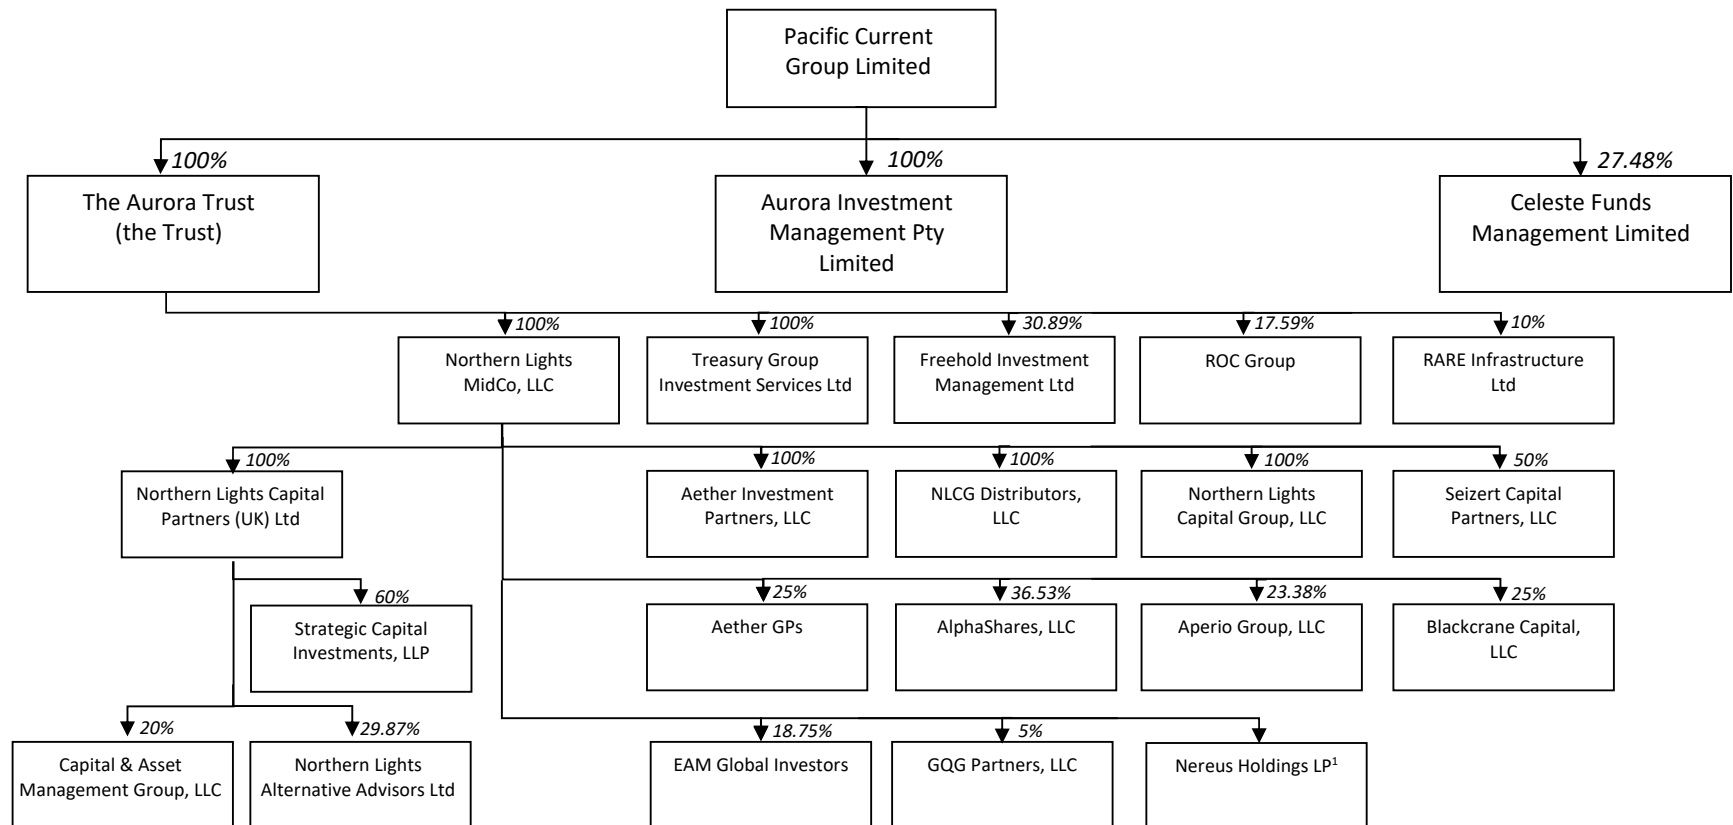 Pacific Current
Group Limited
100%
100%
27.48%
The Aurora Trust
(the Trust)
Aurora Investment
Management Pty
Limited
Celeste Funds
Management Limited
100%
100%
30.89%
17.59%
10%
Northern Lights
MidCo, LLC
Treasury Group
Investment Services Ltd
Freehold Investment
Management Ltd
ROC Group
RARE Infrastructure
Ltd
100%
100%
100%
100%
50%
Northern Lights Capital
Partners (UK) Ltd
Aether Investment
Partners, LLC
NLCG Distributors,
LLC
Northern Lights
Capital Group, LLC
Seizert Capital
Partners, LLC
60%
25%
36.53%
23.38%
25%
Strategic Capital
Investments, LLP
Aether GPs
AlphaShares, LLC
Aperio Group, LLC
Blackcrane Capital,
LLC
20%
29.87%
18.75%
5%
Capital & Asset
Management Group, LLC
Northern Lights
Alternative Advisors Ltd
EAM Global Investors
GQG Partners, LLC
Nereus Holdings LP¹